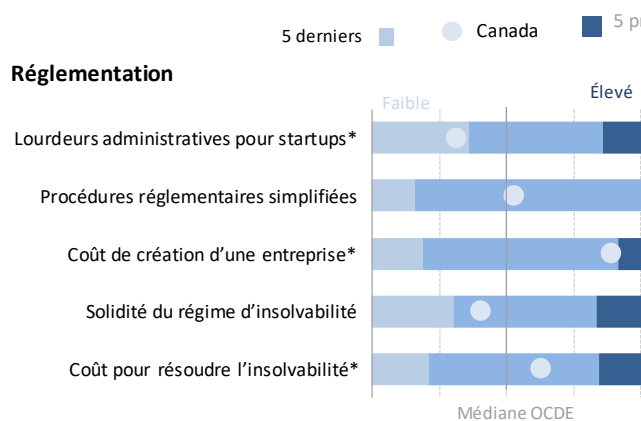 5 derniers
Canada
5
Réglementation
Faible
Élevé
Lourdeurs administratives pour startups*
Procédures réglementaires simplifiées
Coût de création d’une entreprise*
Solidité du régime d’insolvabilité
Coût pour résoudre l’insolvabilité*
Médiane OCDE